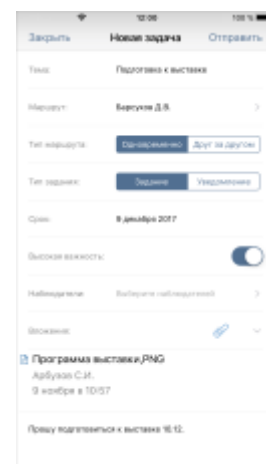 12:00 100 %
Закрыть Новая задача Отправить
Тема: Подготовка к выставке
Маршрут: Барсуков Д.В.
Тип маршрута: Одновременно Друг за другом
Тип задания: Задание Уведомление
Срок: 9 декабря 2017
Высокая важность:
Наблюдатели: Выберите наблюдателей
Вложения:
Программа выставки.PNG
Арбузов С.И.
9 ноября в 10:57
Прошу подготовиться к выставке 16.12.